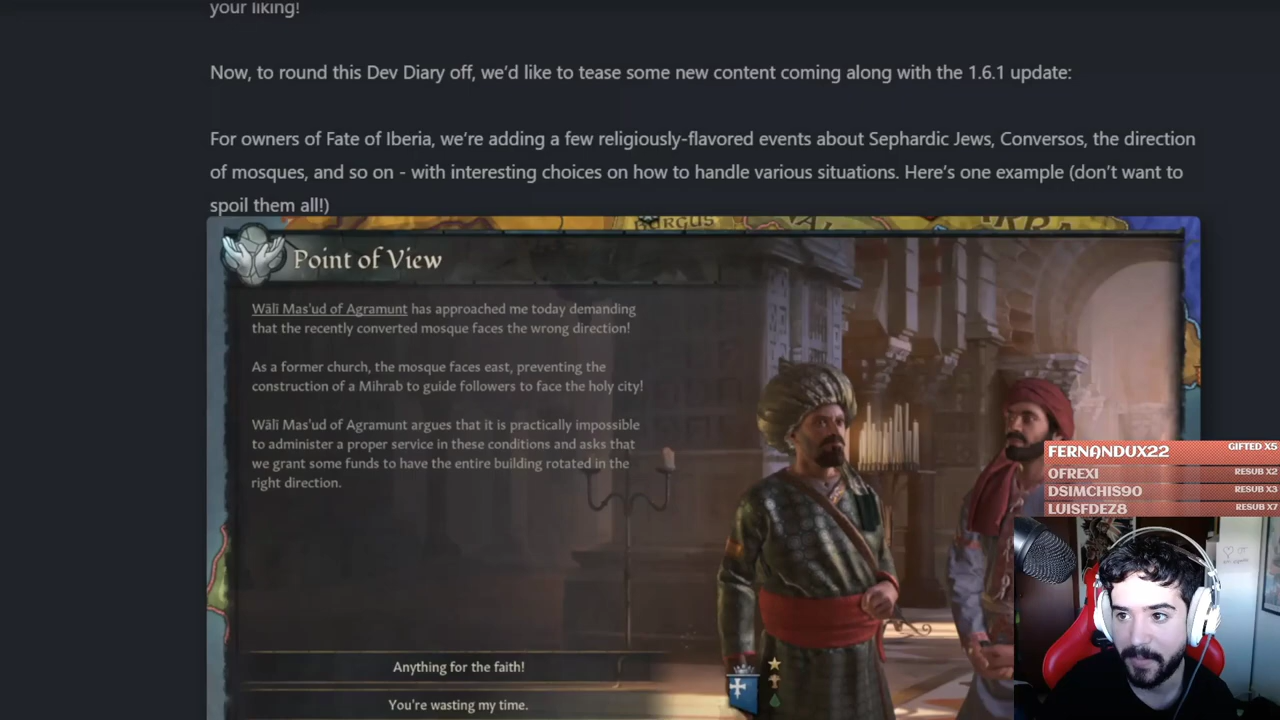 your liking!
Now, to round this Dev Diary off, we'd like to tease some new content coming along with the 1.6.1 update:
For owners of Fate of Iberia, we're adding a few religiously-flavored events about Sephardic Jews, Conversos, the direction
of mosques, and so on - with interesting choices on how to handle various situations. Here's one example (don't want to
spoil them all!)
BURGUS
Point of View
Wālī Mas'ud of Agramunt has approached me today demanding
that the recently converted mosque faces the wrong direction!
As a former church, the mosque faces east, preventing the
construction of a Mihrab to guide followers to face the holy city!
Wālī Mas'ud of Agramunt argues that it is practically impossible
to administer a proper service in these conditions and asks that
we grant some funds to have the entire building rotated in the
right direction.
Anything for the faith!
You're wasting my time.
FERNANDUX22 GIFTED X5
OFREXI RESUB X2
DSIMCHIS90 RESUB X3
LUISFDEZ8 RESUB X7